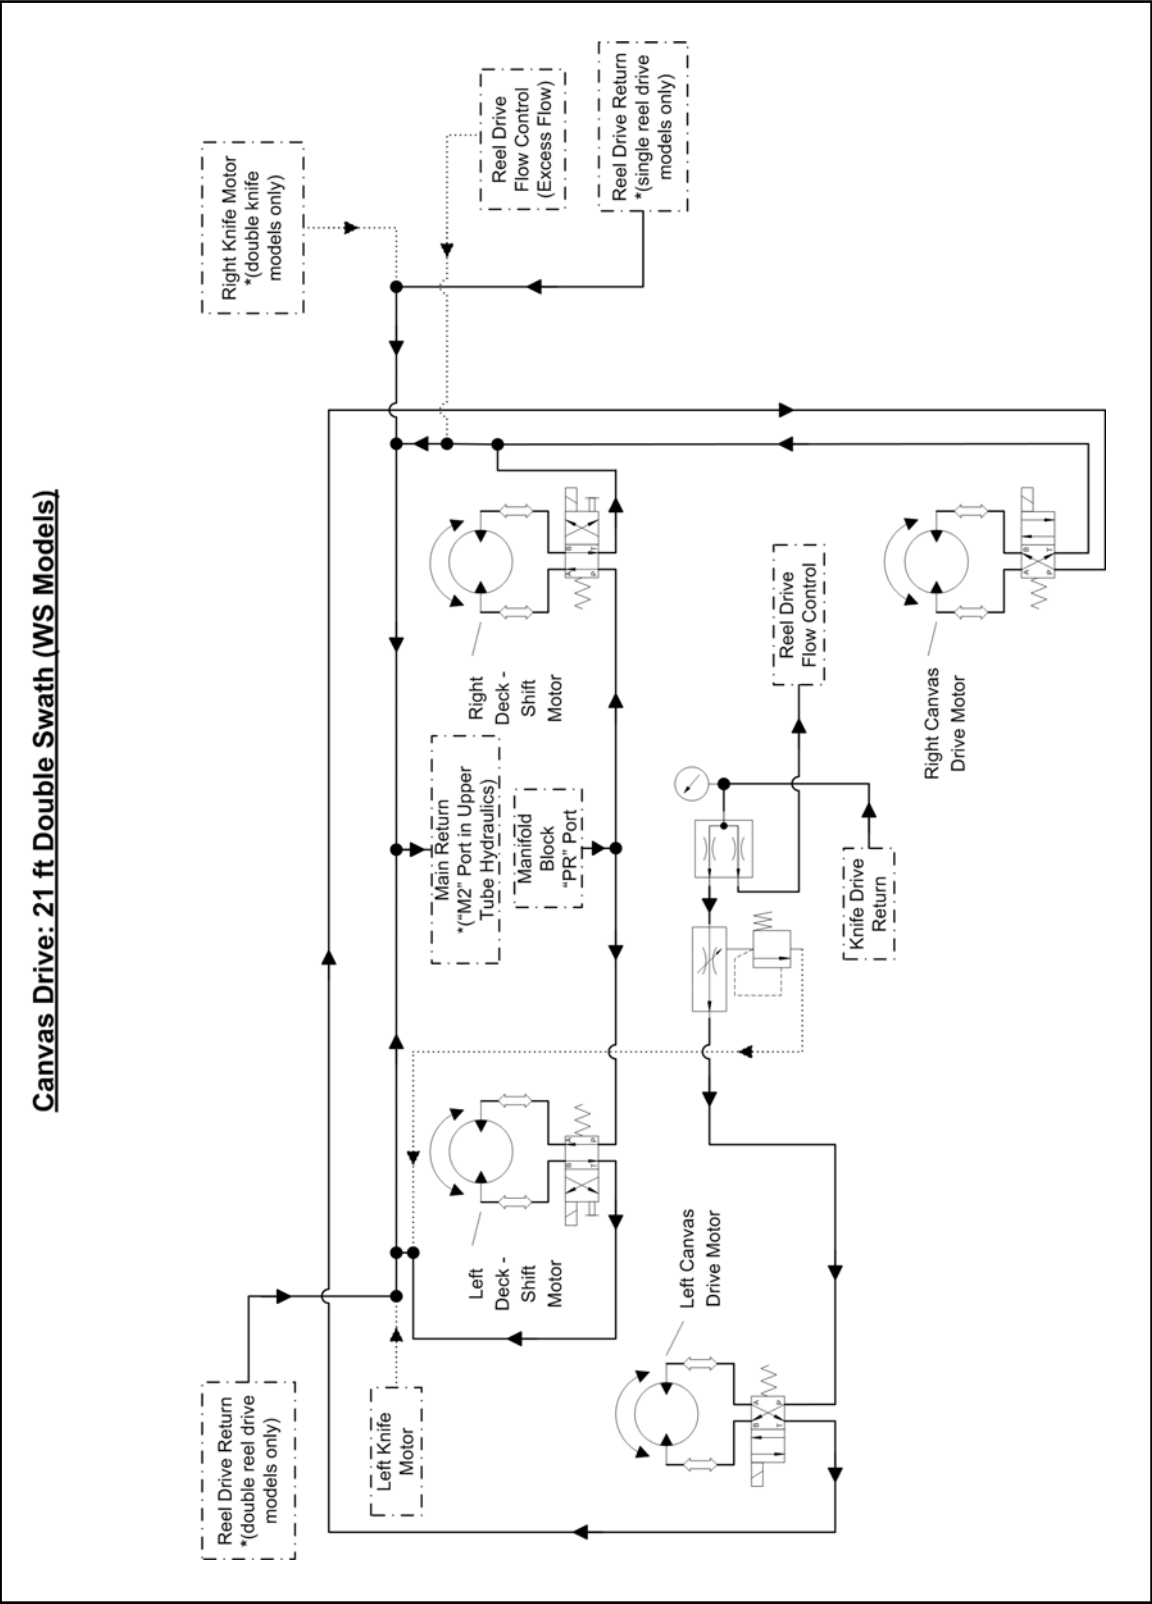 Canvas Drive: 21 ft Double Swath (WS Models)
Reel Drive Return
*(double reel drive
models only)
Left Knife
Motor
Left
Deck -
Shift
Motor
B
A
T
P
Left Canvas
Drive Motor
B
A
T
P
Main Return
*("M2" Port in Upper
Tube Hydraulics)
Manifold
Block
"PR" Port
Knife Drive
Return
Reel Drive
Flow Control
Right
Deck -
Shift
Motor
A
B
P
T
Right Canvas
Drive Motor
A
B
P
T
Right Knife Motor
*(double knife
models only)
Reel Drive
Flow Control
(Excess Flow)
Reel Drive Return
*(single reel drive
models only)